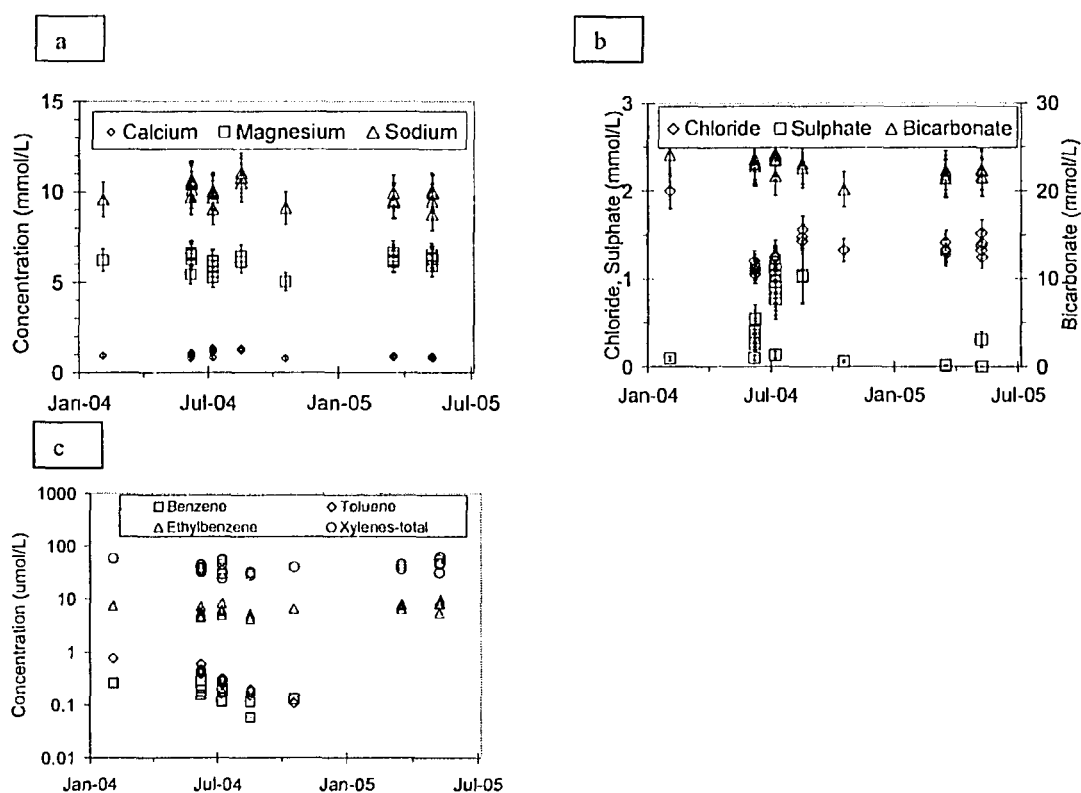 a
15
◇ Calcium □ Magnesium △ Sodium
10
5
0
Concentration (mmol/L)
Jan-04 Jul-04 Jan-05 Jul-05
b
3 30
◇ Chloride □ Sulphate △ Bicarbonate
2 20
1 10
0 0
Chloride, Sulphate (mmol/L)
Bicarbonate (mmol/L)
Jan-04 Jul-04 Jan-05 Jul-05
c
1000
□ Benzene ◇ Toluene
△ Ethylbenzene ○ Xylenes-total
100
10
1
0.1
0.01
Concentration (umol/L)
Jan-04 Jul-04 Jan-05 Jul-05